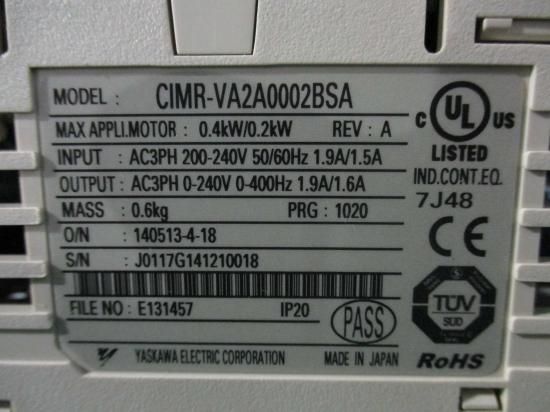 MODEL : CIMR-VA2A0002BSA
MAX APPLI.MOTOR : 0.4kW/0.2kW REV : A
INPUT : AC3PH 200-240V 50/60Hz 1.9A/1.5A
OUTPUT : AC3PH 0-240V 0-400Hz 1.9A/1.6A
MASS : 0.6kg PRG : 1020
O/N : 140513-4-18
S/N : J0117G141210018
FILE NO : E131457 IP20
PASS
YASKAWA ELECTRIC CORPORATION MADE IN JAPAN
C UL US
LISTED
IND.CONT.EQ.
7J48
CE
TÜV
SÜD
RoHS